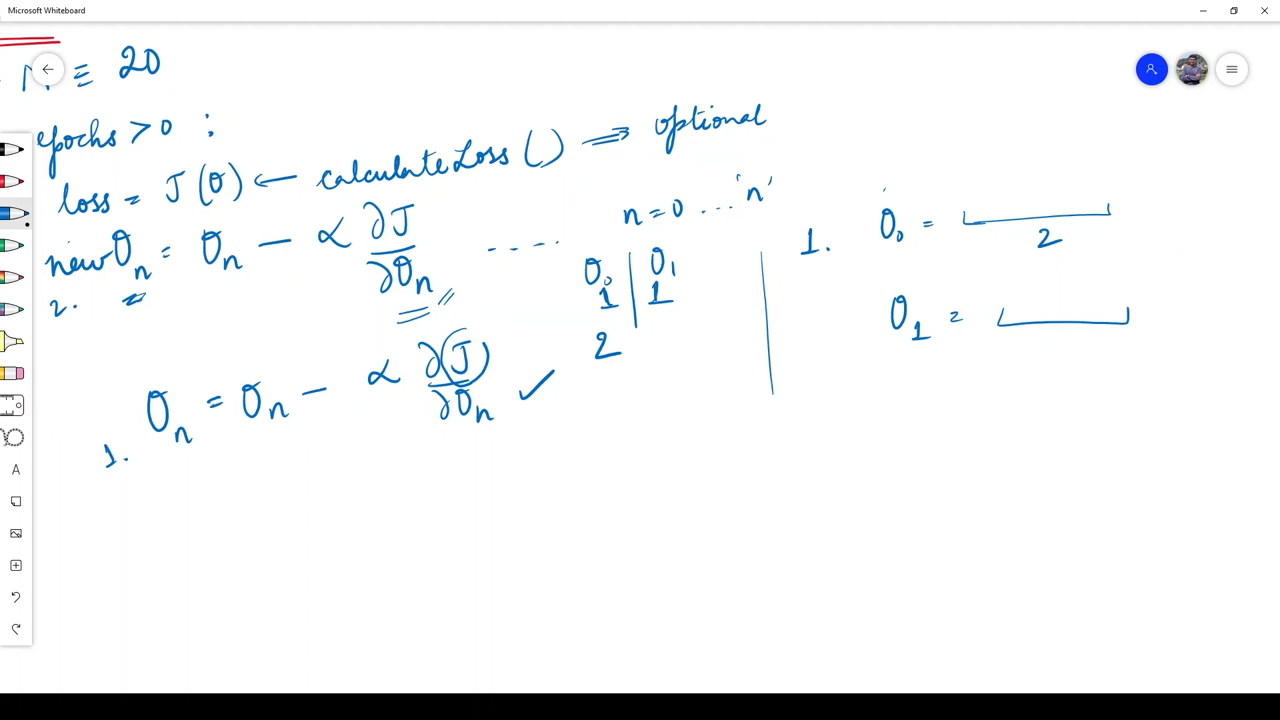 Microsoft Whiteboard
≡ 20
epochs > 0 :
loss = J(θ) ← calculateLoss () ⇒ optional
newθₙ = θₙ − α ∂J/∂θₙ ....
n = 0 ... 'n'
2.
θ₀ | θ₁
1 | 1
2
θₙ = θₙ − α ∂(J)/∂θₙ ✓
1.
1. θ₀ =
2
θ₁ =
A